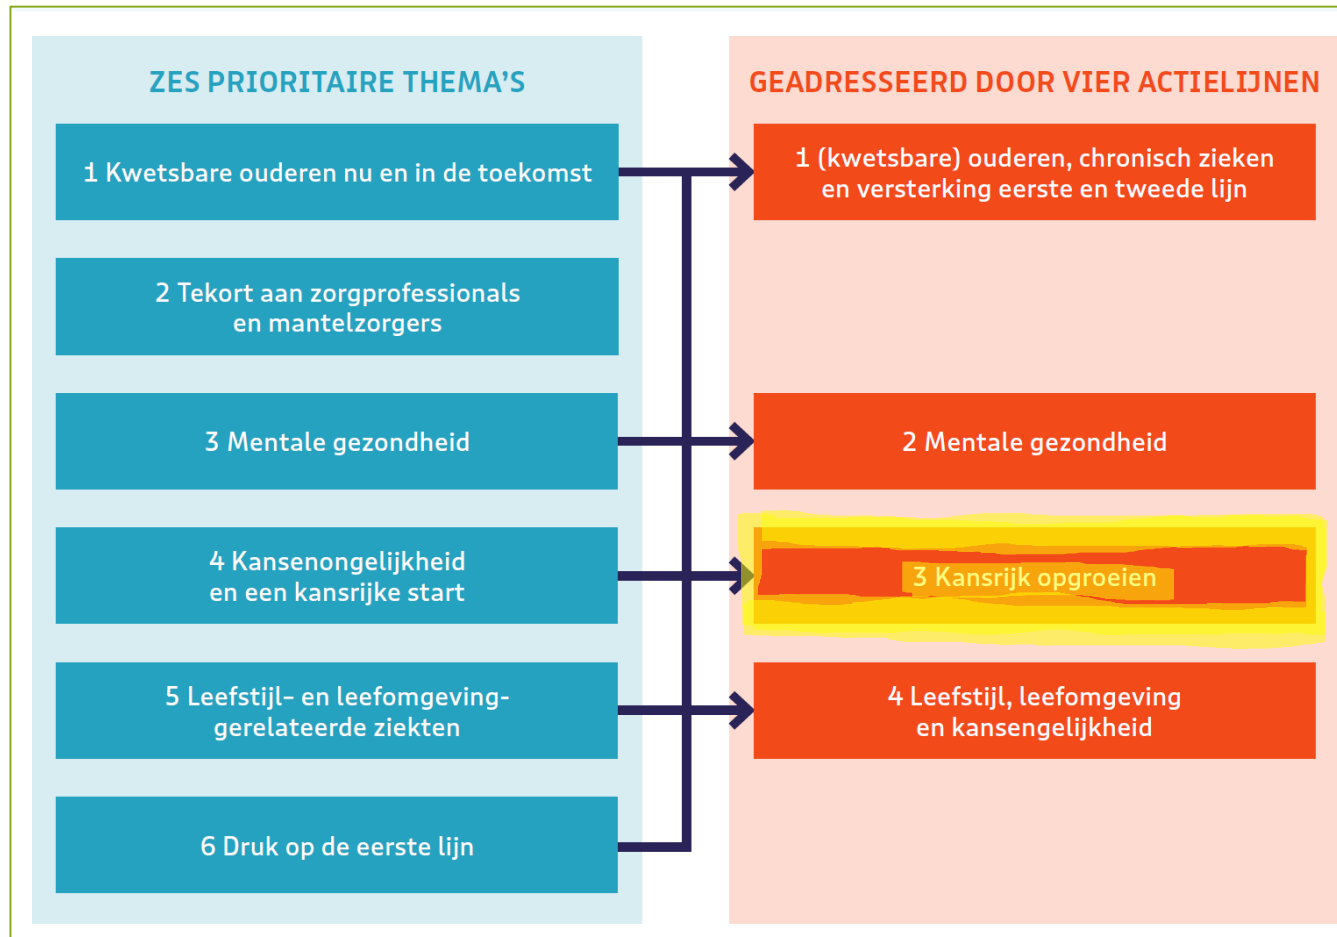 ZES PRIORITAIRE THEMA'S
1 Kwetsbare ouderen nu en in de toekomst
2 Tekort aan zorgprofessionals
en mantelzorgers
3 Mentale gezondheid
4 Kansenongelijkheid
en een kansrijke start
5 Leefstijl- en leefomgeving-
gerelateerde ziekten
6 Druk op de eerste lijn
GEADRESSEERD DOOR VIER ACTIELIJNEN
1 (kwetsbare) ouderen, chronisch zieken
en versterking eerste en tweede lijn
2 Mentale gezondheid
3 Kansrijk opgroeien
4 Leefstijl, leefomgeving
en kansengelijkheid